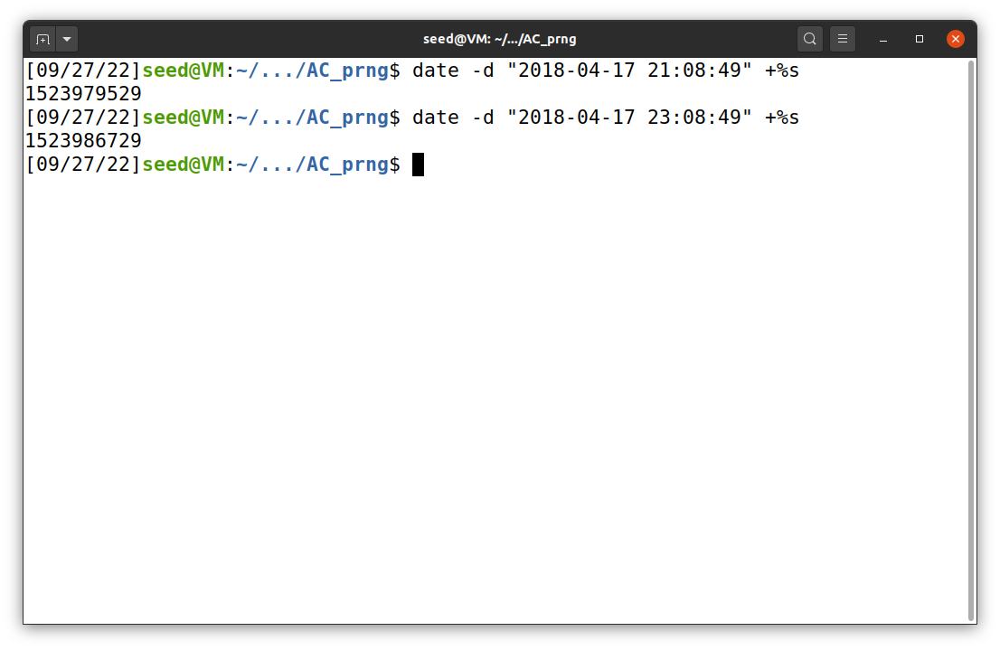 seed@VM: ~/.../AC_prng
[09/27/22]seed@VM:~/.../AC_prng$ date -d "2018-04-17 21:08:49" +%s
1523979529
[09/27/22]seed@VM:~/.../AC_prng$ date -d "2018-04-17 23:08:49" +%s
1523986729
[09/27/22]seed@VM:~/.../AC_prng$